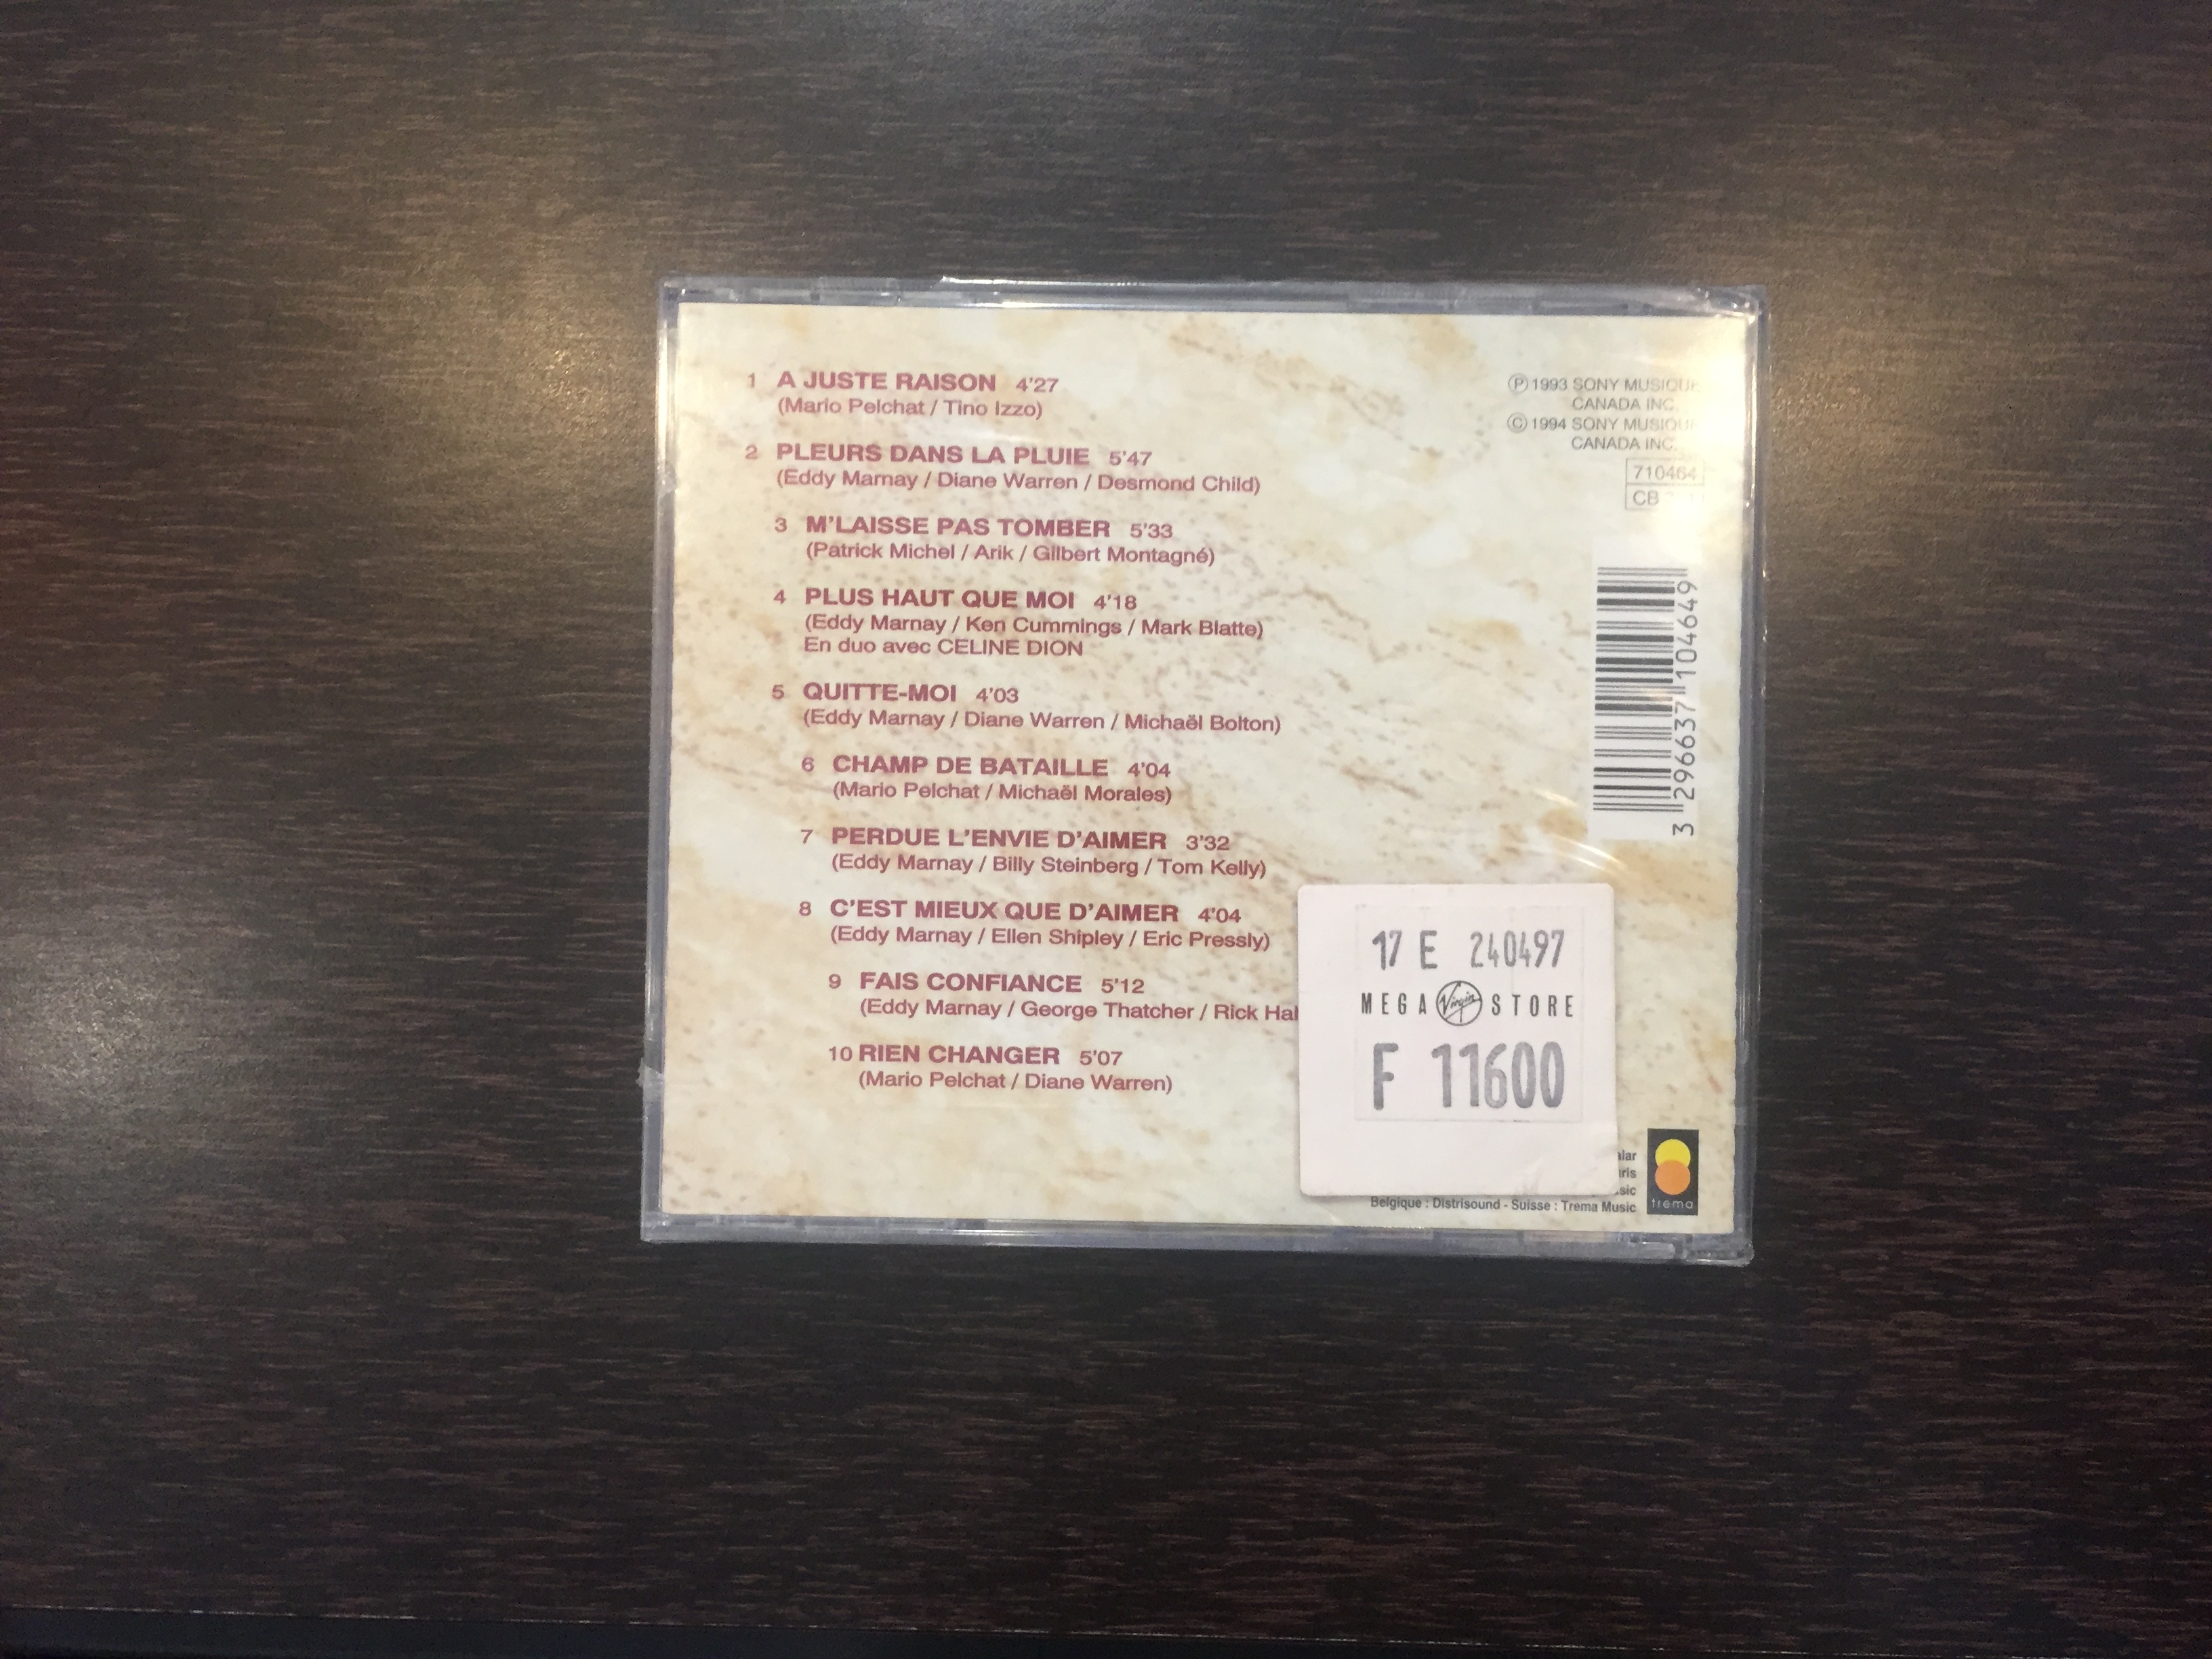 1 A JUSTE RAISON 4'27
(Mario Pelchat / Tino Izzo)
2 PLEURS DANS LA PLUIE 5'47
(Eddy Marnay / Diane Warren / Desmond Child)
3 M'LAISSE PAS TOMBER 5'33
(Patrick Michel / Arik / Gilbert Montagné)
4 PLUS HAUT QUE MOI 4'18
(Eddy Marnay / Ken Cummings / Mark Blatte)
En duo avec CELINE DION
5 QUITTE-MOI 4'03
(Eddy Marnay / Diane Warren / Michaël Bolton)
6 CHAMP DE BATAILLE 4'04
(Mario Pelchat / Michaël Morales)
7 PERDUE L'ENVIE D'AIMER 3'32
(Eddy Marnay / Billy Steinberg / Tom Kelly)
8 C'EST MIEUX QUE D'AIMER 4'04
(Eddy Marnay / Ellen Shipley / Eric Pressly)
9 FAIS CONFIANCE 5'12
(Eddy Marnay / George Thatcher / Rick
10 RIEN CHANGER 5'07
(Mario Pelchat / Diane Warren)
Ⓟ 1993 SONY MUSIQUE
CANADA INC.
© 1994 SONY MUSIQUE
CANADA INC.
710464
CB
3 296637 104649
17 E 240497
MEGA Virgin STORE
F 11600
Belgique : Distrisound - Suisse : Trema Music
trema